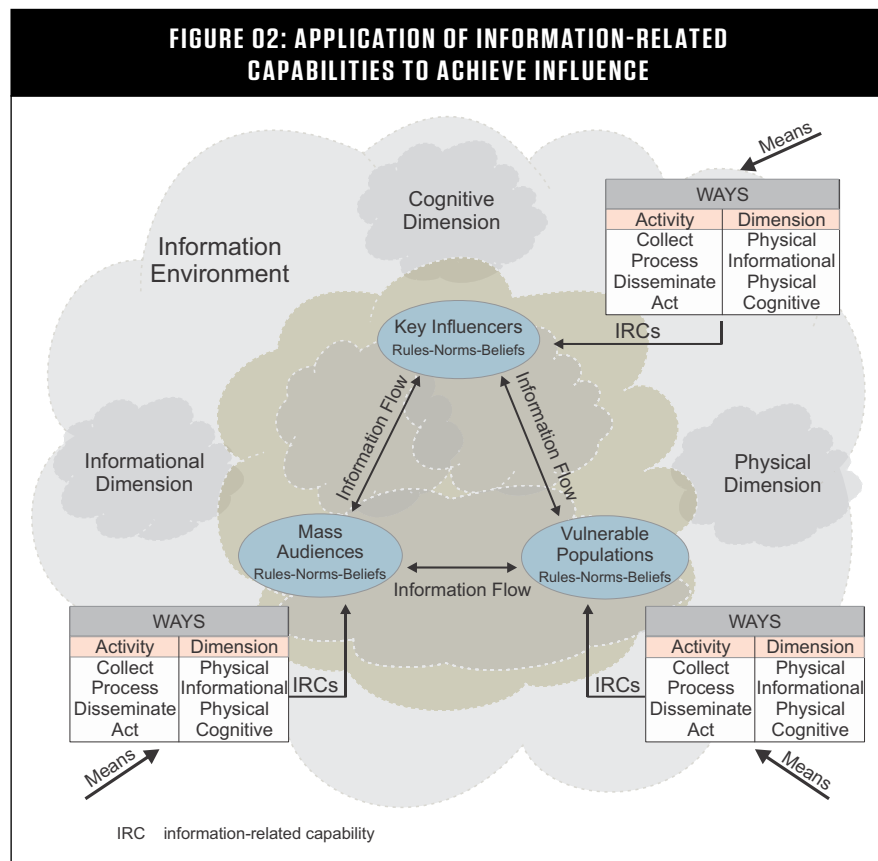 FIGURE 02: APPLICATION OF INFORMATION-RELATED
CAPABILITIES TO ACHIEVE INFLUENCE
Means
Cognitive
Dimension
WAYS
Activity Dimension
Collect Physical
Process Informational
Disseminate Physical
Act Cognitive
Information
Environment
IRCs
Key Influencers
Rules-Norms-Beliefs
Information Flow
Information Flow
Informational
Dimension
Physical
Dimension
Mass
Audiences
Rules-Norms-Beliefs
Information Flow
Vulnerable
Populations
Rules-Norms-Beliefs
WAYS
Activity Dimension
Collect Physical
Process Informational
Disseminate Physical
Act Cognitive
IRCs
Means
IRCs
WAYS
Activity Dimension
Collect Physical
Process Informational
Disseminate Physical
Act Cognitive
Means
IRC information-related capability